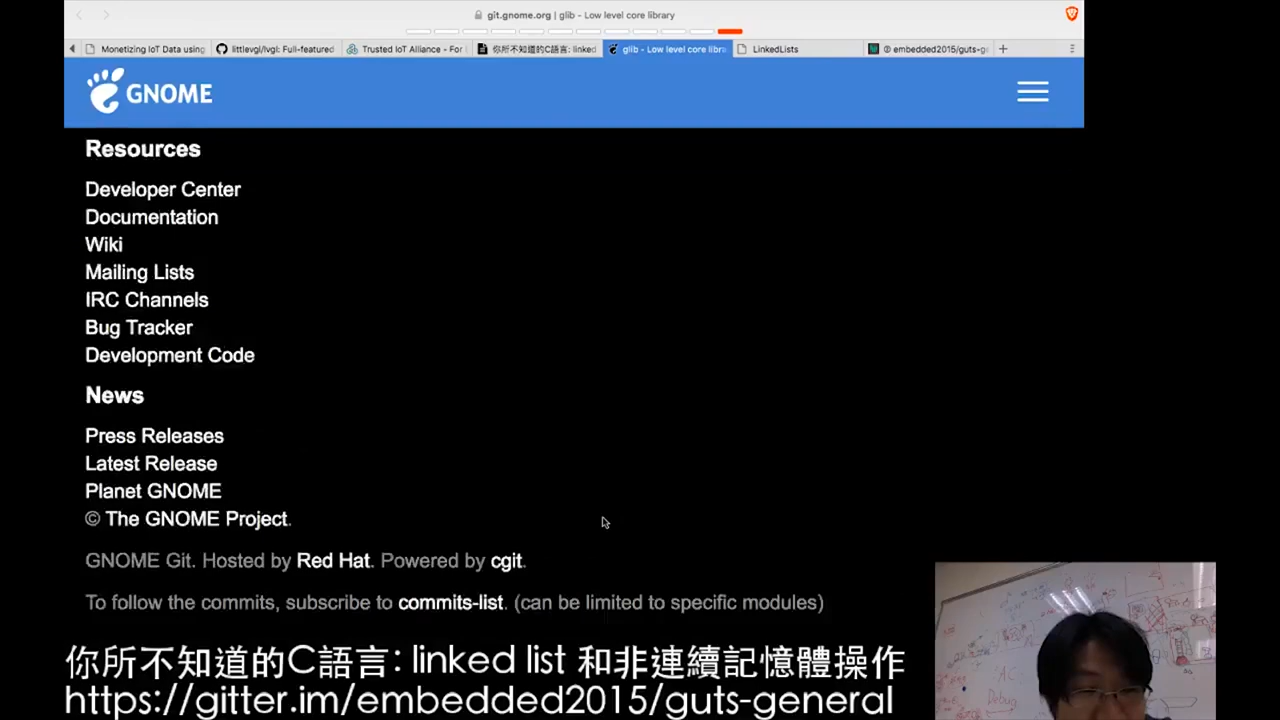 git.gnome.org | glib - Low level core library
Monetizing IoT Data using
littlevgl/lvgl: Full-featured
Trusted IoT Alliance - For
你所不知道的C語言: linked
glib - Low level core libra
LinkedLists
embedded2015/guts-ge
GNOME
Resources
Developer Center
Documentation
Wiki
Mailing Lists
IRC Channels
Bug Tracker
Development Code
News
Press Releases
Latest Release
Planet GNOME
© The GNOME Project.
GNOME Git. Hosted by Red Hat. Powered by cgit.
To follow the commits, subscribe to commits-list. (can be limited to specific modules)
Debug
你所不知道的C語言: linked list 和非連續記憶體操作
https://gitter.im/embedded2015/guts-general